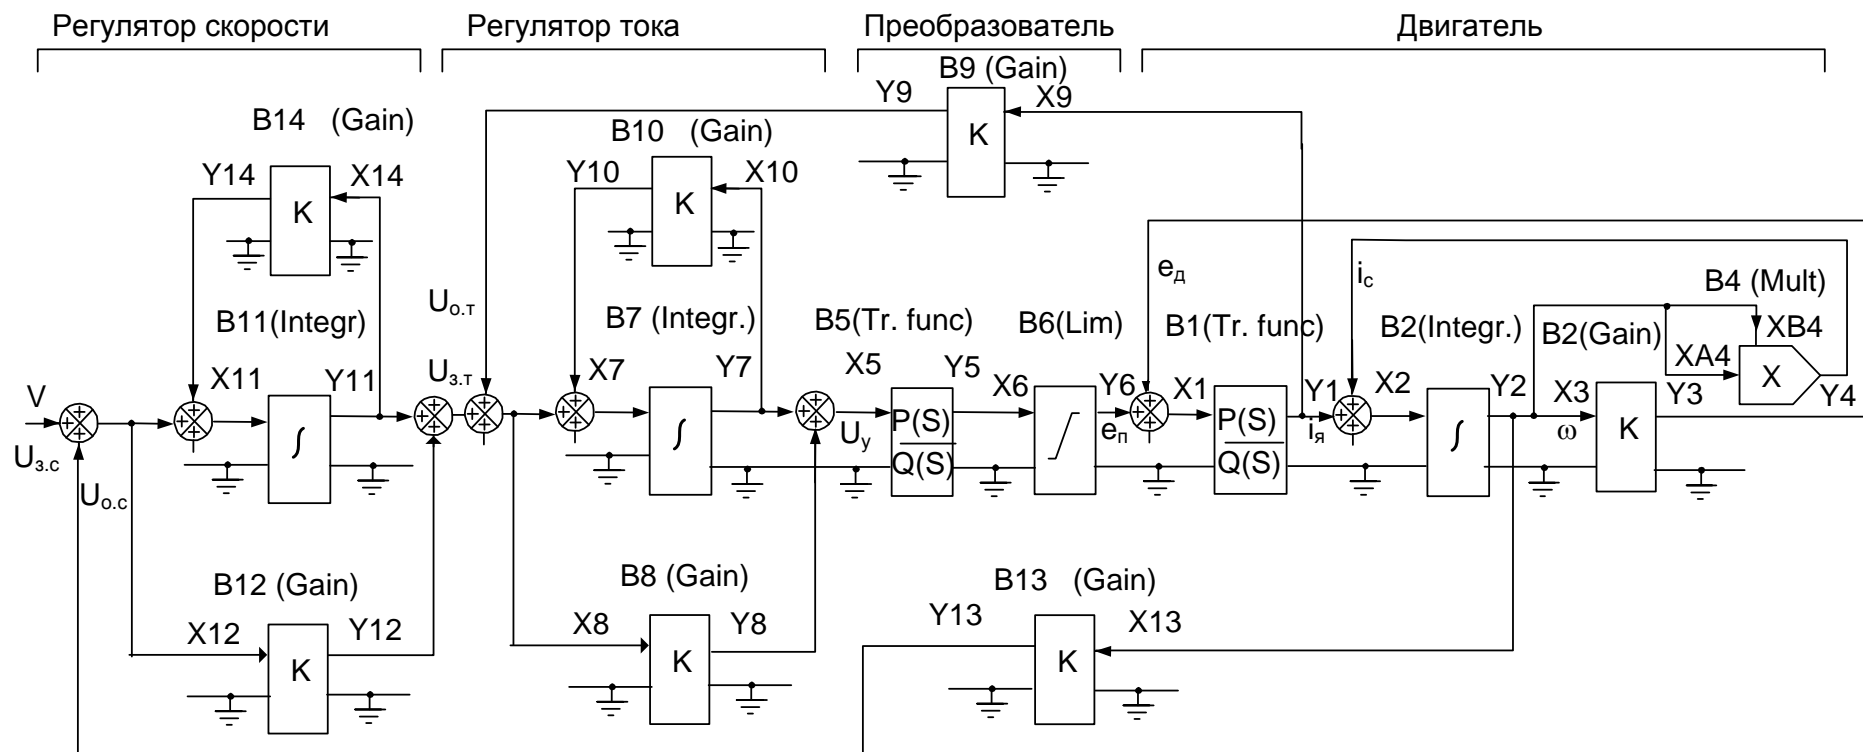 Регулятор скорости
Регулятор тока
Преобразователь
Двигатель
B9 (Gain)
Y9
X9
K
B14 (Gain)
Y14
X14
K
B10 (Gain)
Y10
X10
K
eд
iс
B4 (Mult)
XB4
XA4
X
Y4
Uо.т
Uз.т
B11(Integr)
X11
Y11
∫
B7 (Integr.)
X7
Y7
∫
B5(Tr. func)
X5
Y5
P(S)
Q(S)
Uу
B6(Lim)
X6
Y6
eп
B1(Tr. func)
X1
Y1
P(S)
Q(S)
iя
B2(Integr.)
X2
Y2
∫
B2(Gain)
X3
Y3
ω
K
V
Uз.с
Uо.с
B12 (Gain)
X12
Y12
K
B8 (Gain)
X8
Y8
K
B13 (Gain)
Y13
X13
K